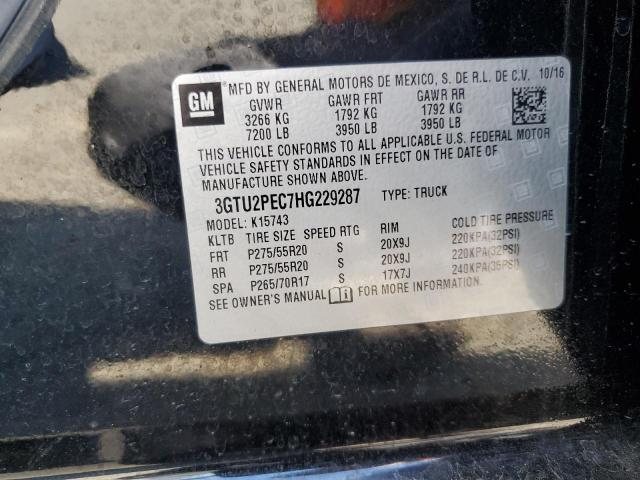 GM
MFD BY GENERAL MOTORS DE MEXICO, S. DE R.L. DE C.V. 10/16
GVWR GAWR FRT GAWR RR
3266 KG 1792 KG 1792 KG
7200 LB 3950 LB 3950 LB
THIS VEHICLE CONFORMS TO ALL APPLICABLE U.S. FEDERAL MOTOR
VEHICLE SAFETY STANDARDS IN EFFECT ON THE DATE OF
MANUFACTURE SHOWN ABOVE.
3GTU2PEC7HG229287 TYPE: TRUCK
MODEL: K15743
KLTB TIRE SIZE SPEED RTG RIM COLD TIRE PRESSURE
FRT P275/55R20 S 20X9J 220KPA(32PSI)
RR P275/55R20 S 20X9J 220KPA(32PSI)
SPA P265/70R17 S 17X7J 240KPA(35PSI)
SEE OWNER'S MANUAL FOR MORE INFORMATION.